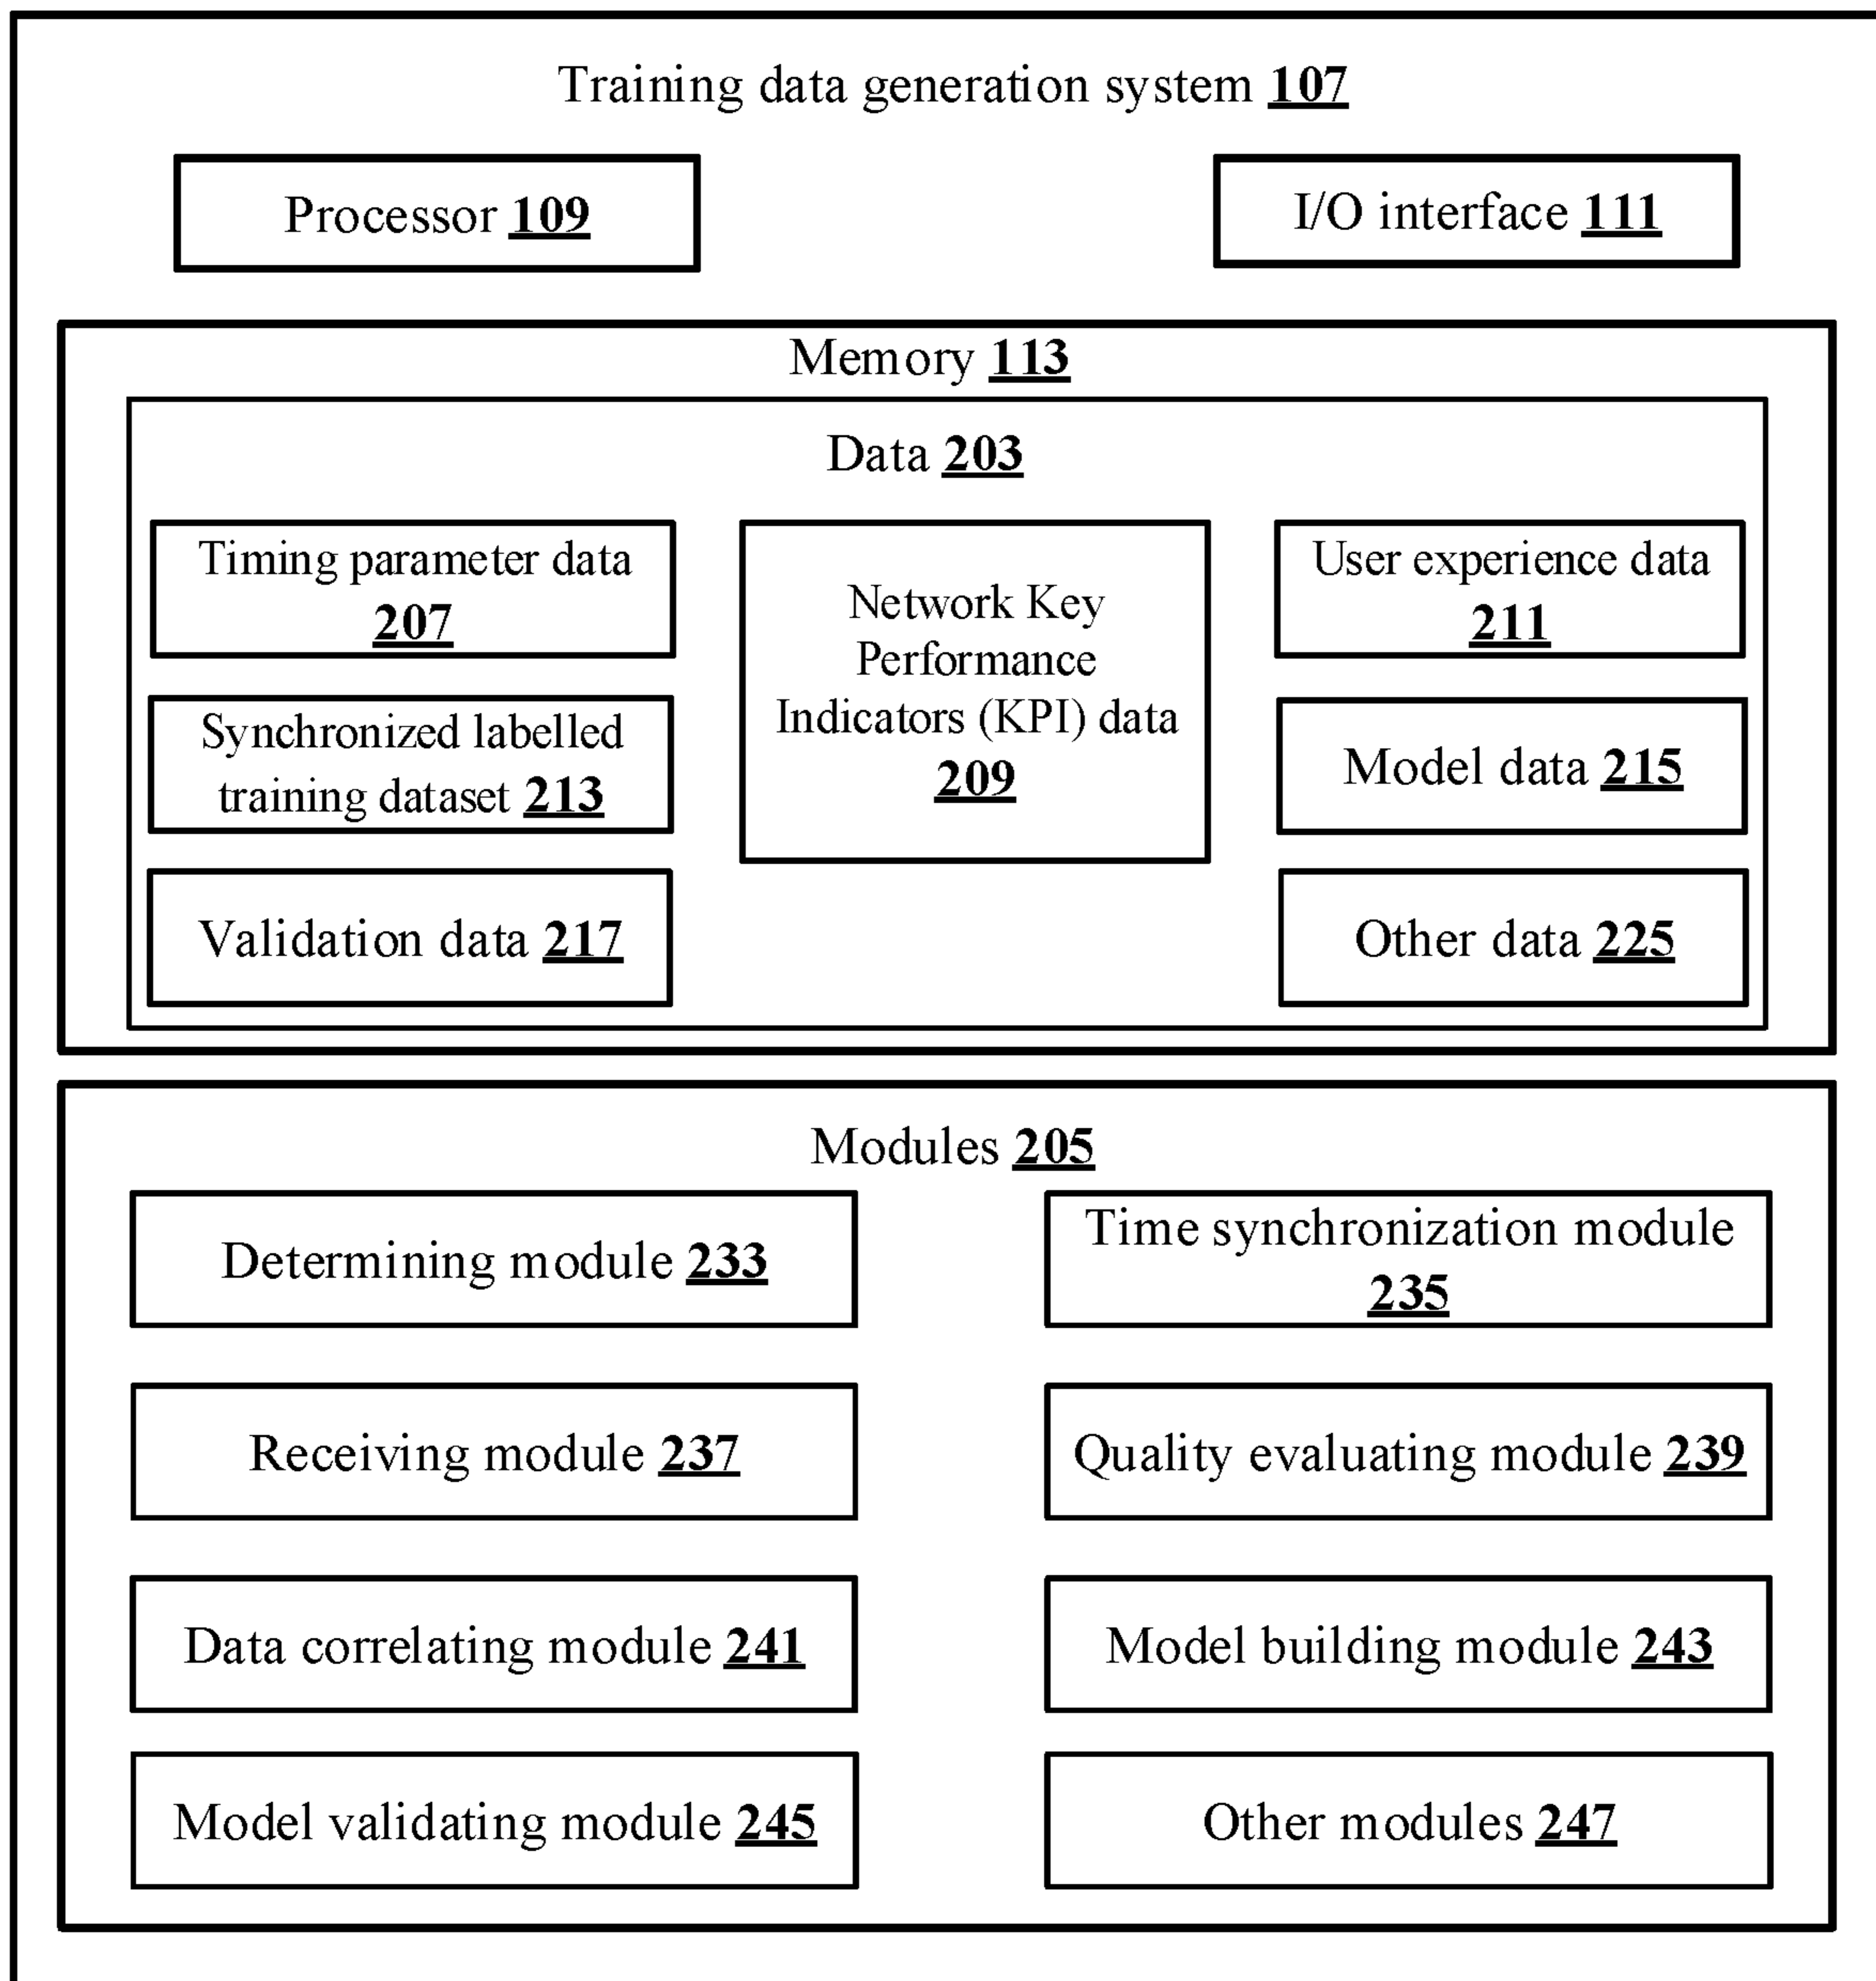 Training data generation system 107
Processor 109
I/O interface 111
Memory 113
Data 203
Timing parameter data
207
Network Key
Performance
Indicators (KPI) data
209
User experience data
211
Synchronized labelled
training dataset 213
Model data 215
Validation data 217
Other data 225
Modules 205
Determining module 233
Time synchronization module
235
Receiving module 237
Quality evaluating module 239
Data correlating module 241
Model building module 243
Model validating module 245
Other modules 247